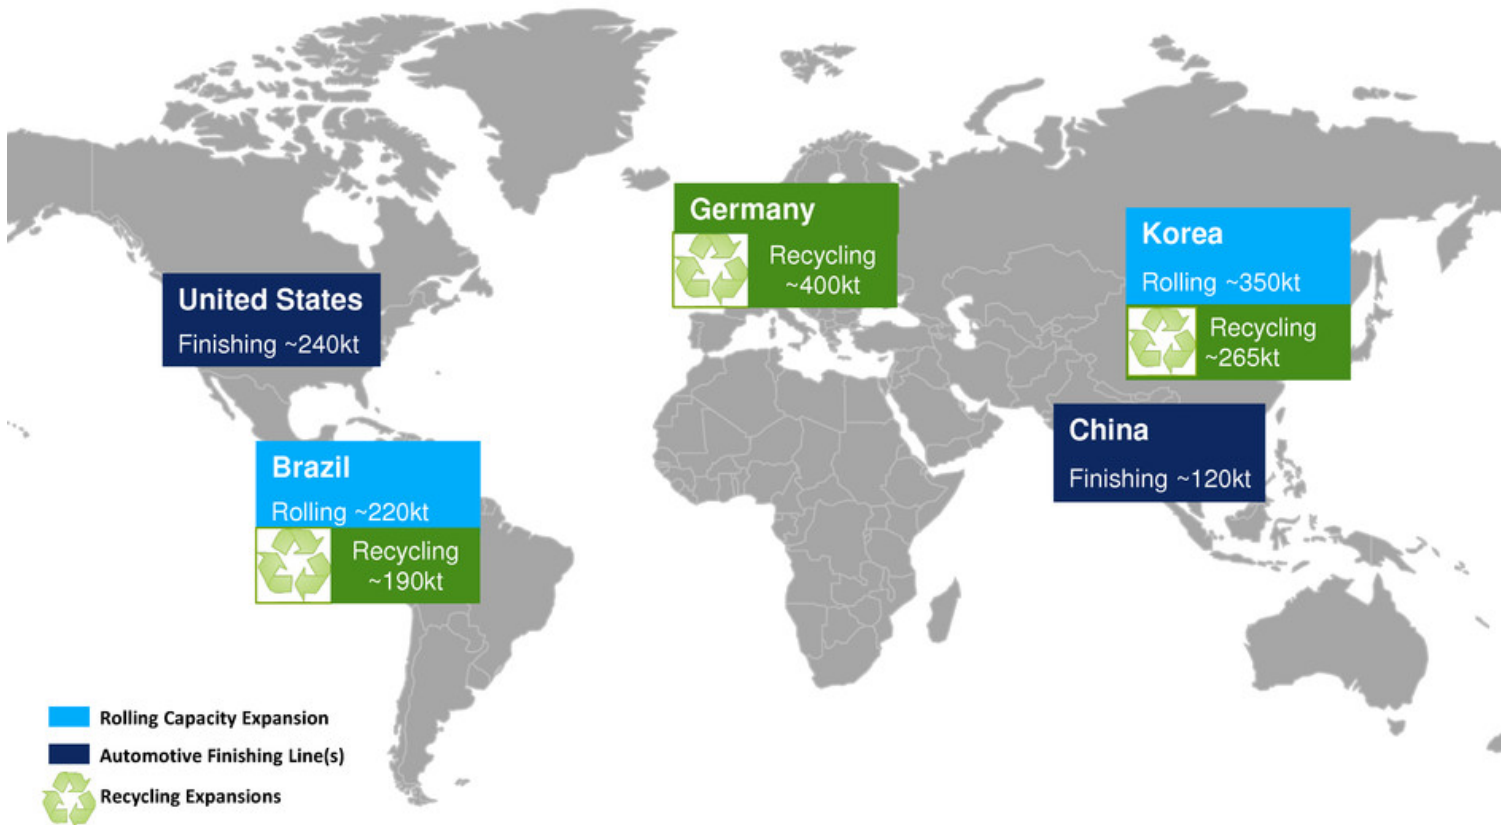 Germany
Recycling
~400kt
Korea
Rolling ~350kt
Recycling
~265kt
United States
Finishing ~240kt
China
Finishing ~120kt
Brazil
Rolling ~220kt
Recycling
~190kt
Rolling Capacity Expansion
Automotive Finishing Line(s)
Recycling Expansions